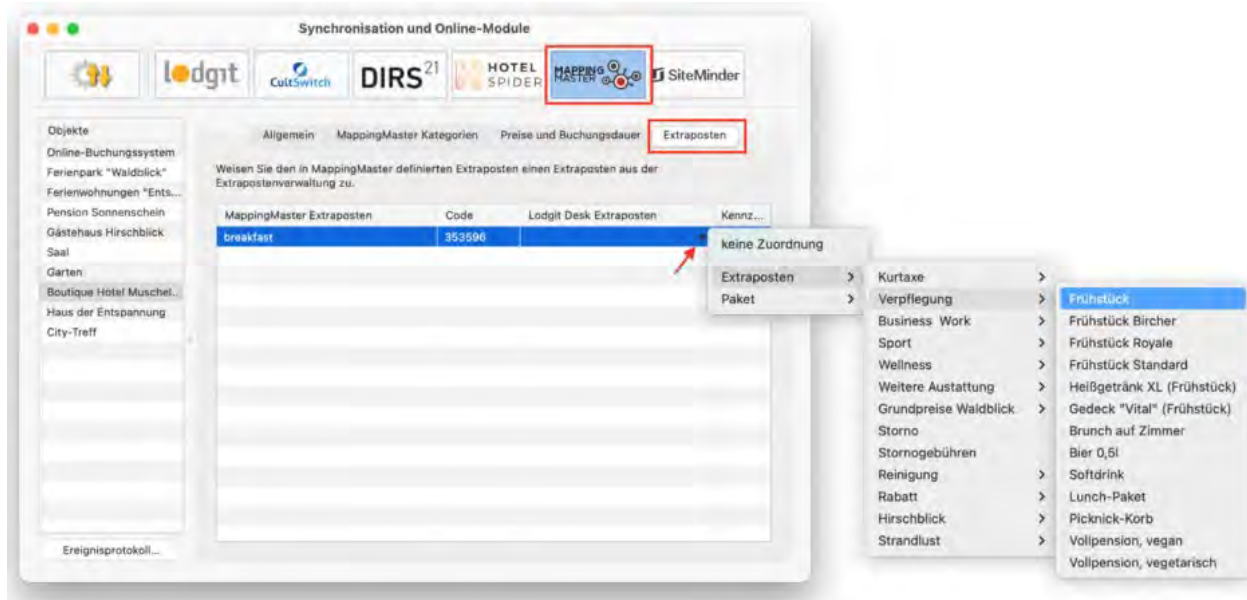 Synchronisation und Online-Module
lodgit
CultSwitch
DIRS21
HOTEL SPIDER
MAPPING MASTER
SiteMinder
Objekte
Online-Buchungssystem
Ferienpark "Waldblick"
Ferienwohnungen "Ents...
Pension Sonnenschein
Gästehaus Hirschblick
Saal
Garten
Boutique Hotel Muschel..
Haus der Entspannung
City-Treff
Ereignisprotokoll...
Allgemein MappingMaster Kategorien Preise und Buchungsdauer Extraposten
Weisen Sie den in MappingMaster definierten Extraposten einen Extraposten aus der
Extrapostenverwaltung zu.
MappingMaster Extraposten Code Lodgit Desk Extraposten Kennz...
breakfast 353596
keine Zuordnung
Extraposten
Paket
Kurtaxe
Verpflegung
Business Work
Sport
Wellness
Weitere Austattung
Grundpreise Waldblick
Storno
Stornogebühren
Reinigung
Rabatt
Hirschblick
Strandlust
Frühstück
Frühstück Bircher
Frühstück Royale
Frühstück Standard
Heißgetränk XL (Frühstück)
Gedeck "Vital" (Frühstück)
Brunch auf Zimmer
Bier 0,5l
Softdrink
Lunch-Paket
Picknick-Korb
Vollpension, vegan
Vollpension, vegetarisch